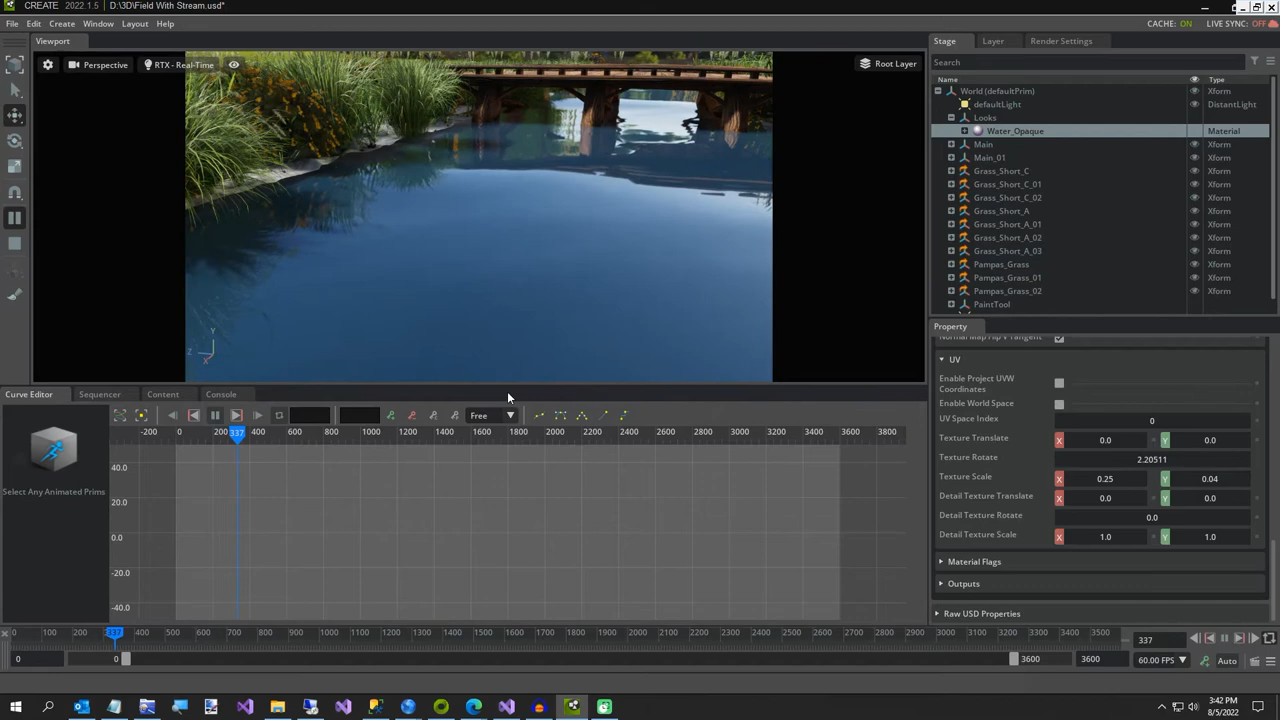 CREATE 2022.1.5 D:\3D\Field With Stream.usd*
File Edit Create Window Layout Help CACHE: ON LIVE SYNC: OFF
Viewport
Perspective RTX - Real-Time Root Layer
Stage Layer Render Settings
Search
Name Type
World (defaultPrim) Xform
defaultLight DistantLight
Looks
Water_Opaque Material
Main Xform
Main_01 Xform
Grass_Short_C Xform
Grass_Short_C_01 Xform
Grass_Short_C_02 Xform
Grass_Short_A Xform
Grass_Short_A_01 Xform
Grass_Short_A_02 Xform
Grass_Short_A_03 Xform
Pampas_Grass Xform
Pampas_Grass_01 Xform
Pampas_Grass_02 Xform
PaintTool Xform
Y
Z
X
Property
Normal Map Flip V Tangent
UV
Enable Project UVW
Coordinates
Enable World Space
UV Space Index 0
Texture Translate X 0.0 Y 0.0
Texture Rotate 2.20511
Texture Scale X 0.25 Y 0.04
Detail Texture Translate X 0.0 Y 0.0
Detail Texture Rotate 0.0
Detail Texture Scale X 1.0 Y 1.0
Material Flags
Outputs
Raw USD Properties
Curve Editor Sequencer Content Console
Free
-200 0 200 337 400 600 800 1000 1200 1400 1600 1800 2000 2200 2400 2600 2800 3000 3200 3400 3600 3800
40.0
20.0
0.0
-20.0
-40.0
Select Any Animated Prims
0 100 200 337 400 500 600 700 800 900 1000 1100 1200 1300 1400 1500 1600 1700 1800 1900 2000 2100 2200 2300 2400 2500 2600 2700 2800 2900 3000 3100 3200 3300 3400 3500 337
0 0 3600 3600 60.00 FPS Auto
3:42 PM
8/5/2022